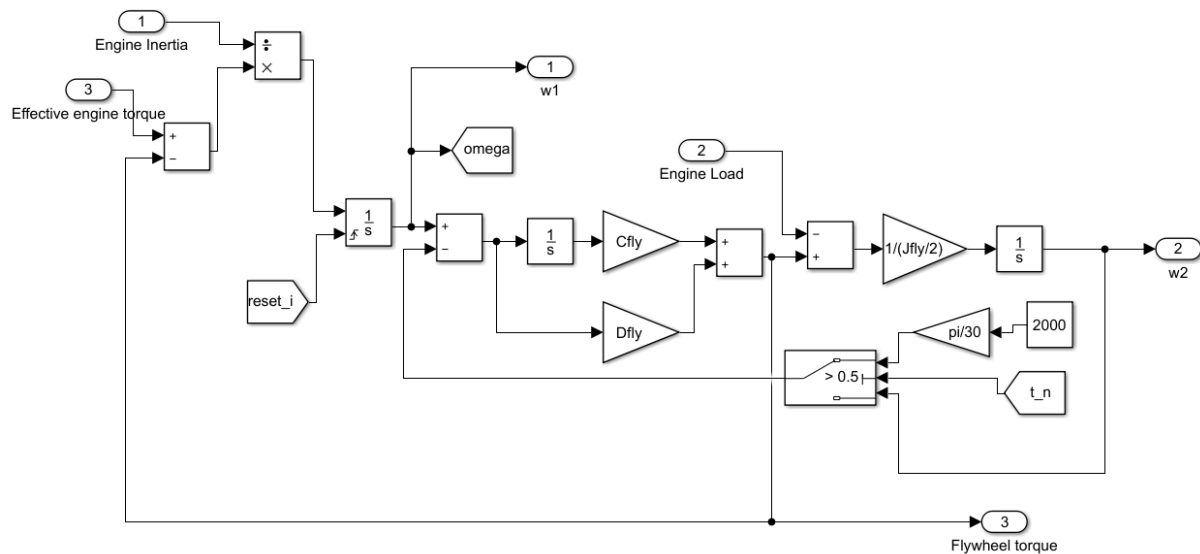 1
Engine Inertia
÷
×
3
Effective engine torque
+
−
1
w1
omega
2
Engine Load
1
s
+
−
1
s
Cfly
+
+
−
+
1/(Jfly/2)
1
s
2
w2
reset_i
Dfly
pi/30
2000
> 0.5
t_n
3
Flywheel torque